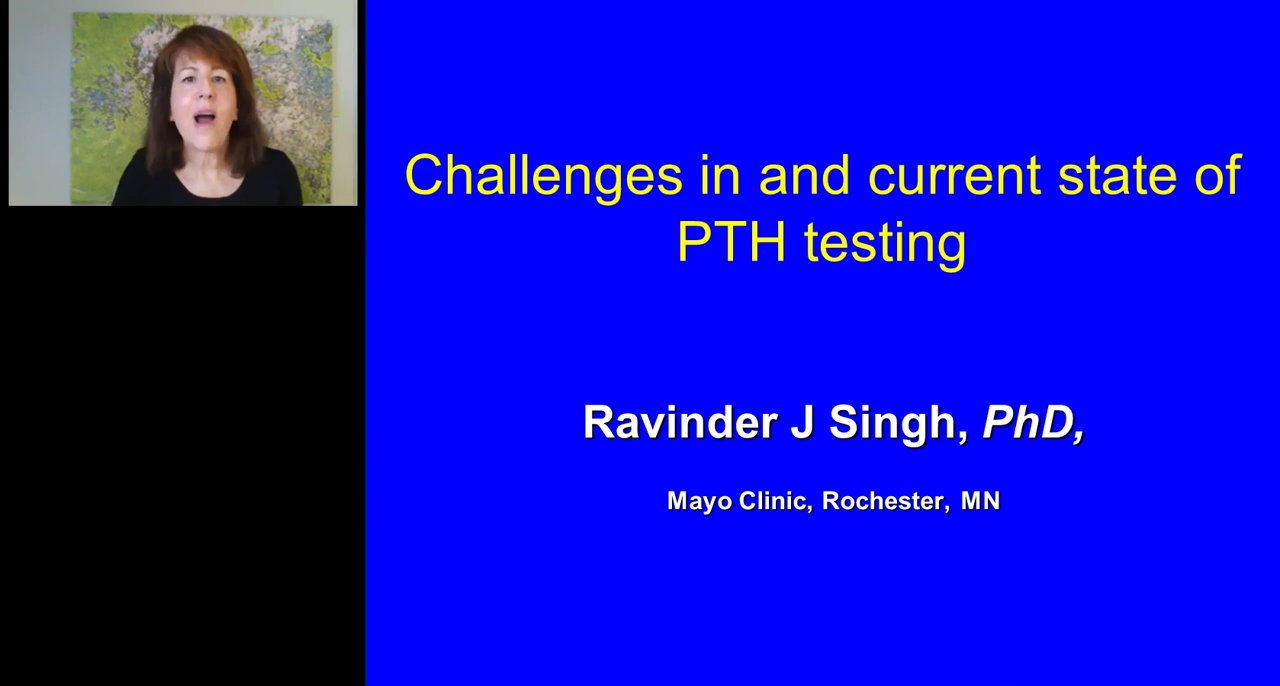 Challenges in and current state of
PTH testing
Ravinder J Singh, PhD,
Mayo Clinic, Rochester, MN